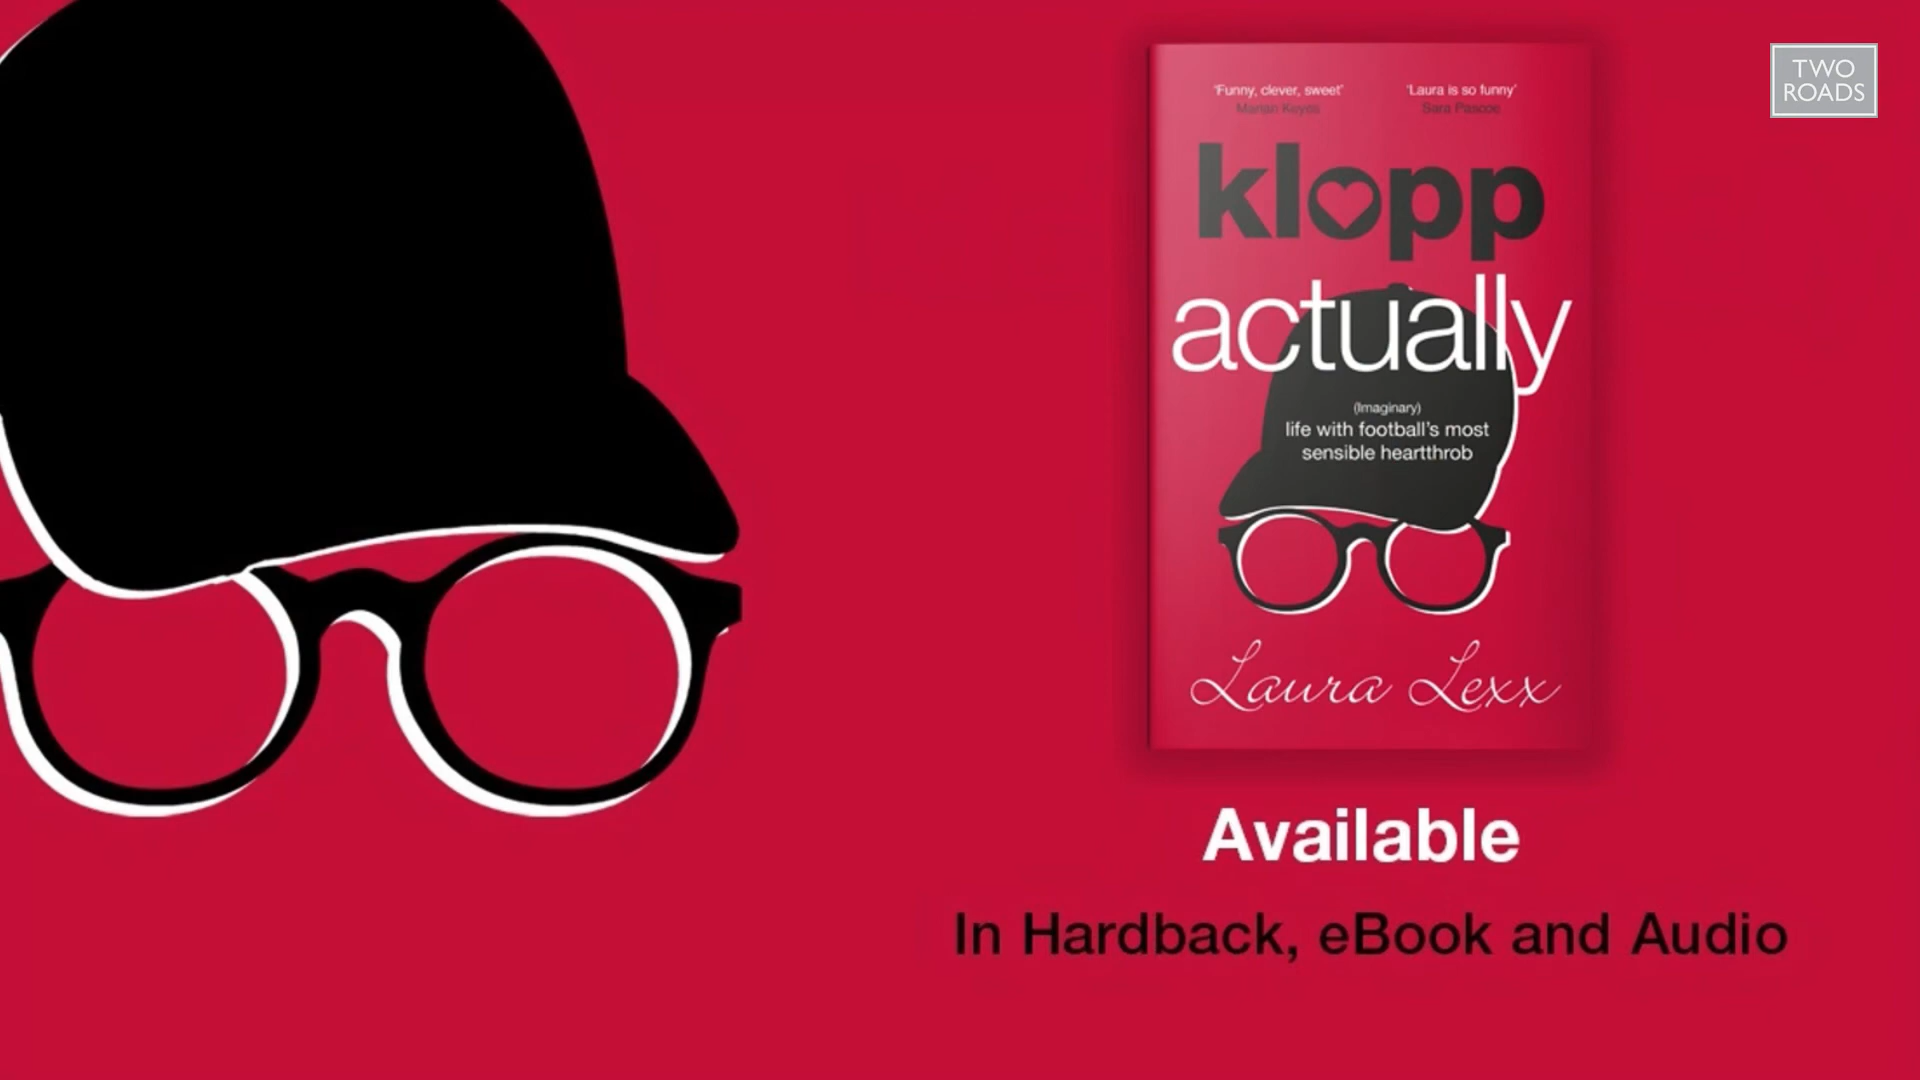 TWO
ROADS
'Funny, clever, sweet'
Marian Keyes
'Laura is so funny'
Sara Pascoe
klopp
actually
(Imaginary)
life with football's most
sensible heartthrob
Laura Lexx
Available
In Hardback, eBook and Audio